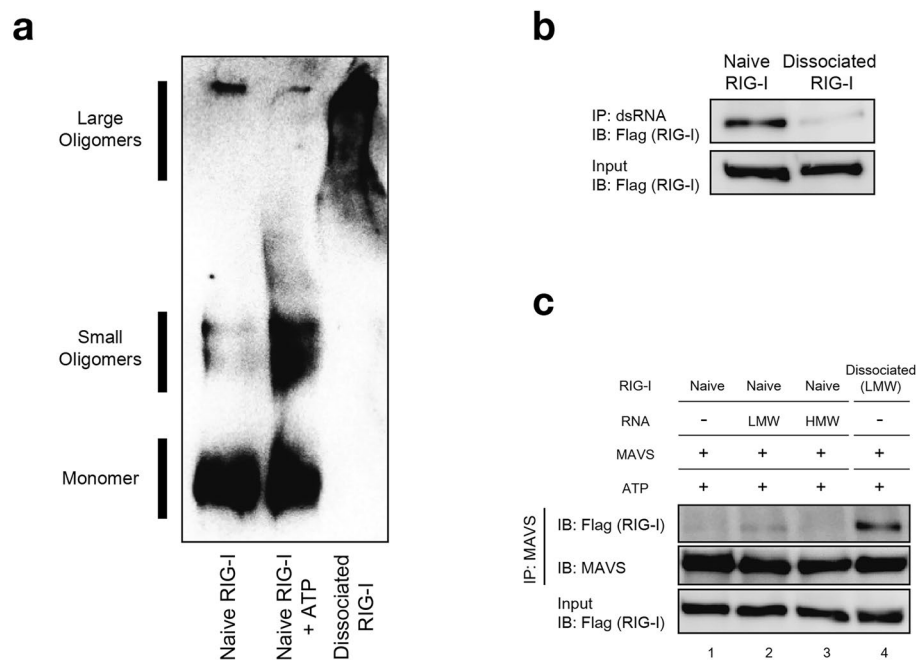 a
Large
Oligomers
Small
Oligomers
Monomer
Naive RIG-I
Naive RIG-I
+ ATP
Dissociated
RIG-I
b
Naive
RIG-I
Dissociated
RIG-I
IP: dsRNA
IB: Flag (RIG-I)
Input
IB: Flag (RIG-I)
c
RIG-I Naive Naive Naive Dissociated
(LMW)
RNA - LMW HMW -
MAVS + + + +
ATP + + + +
IP: MAVS
IB: Flag (RIG-I)
IB: MAVS
Input
IB: Flag (RIG-I)
1 2 3 4